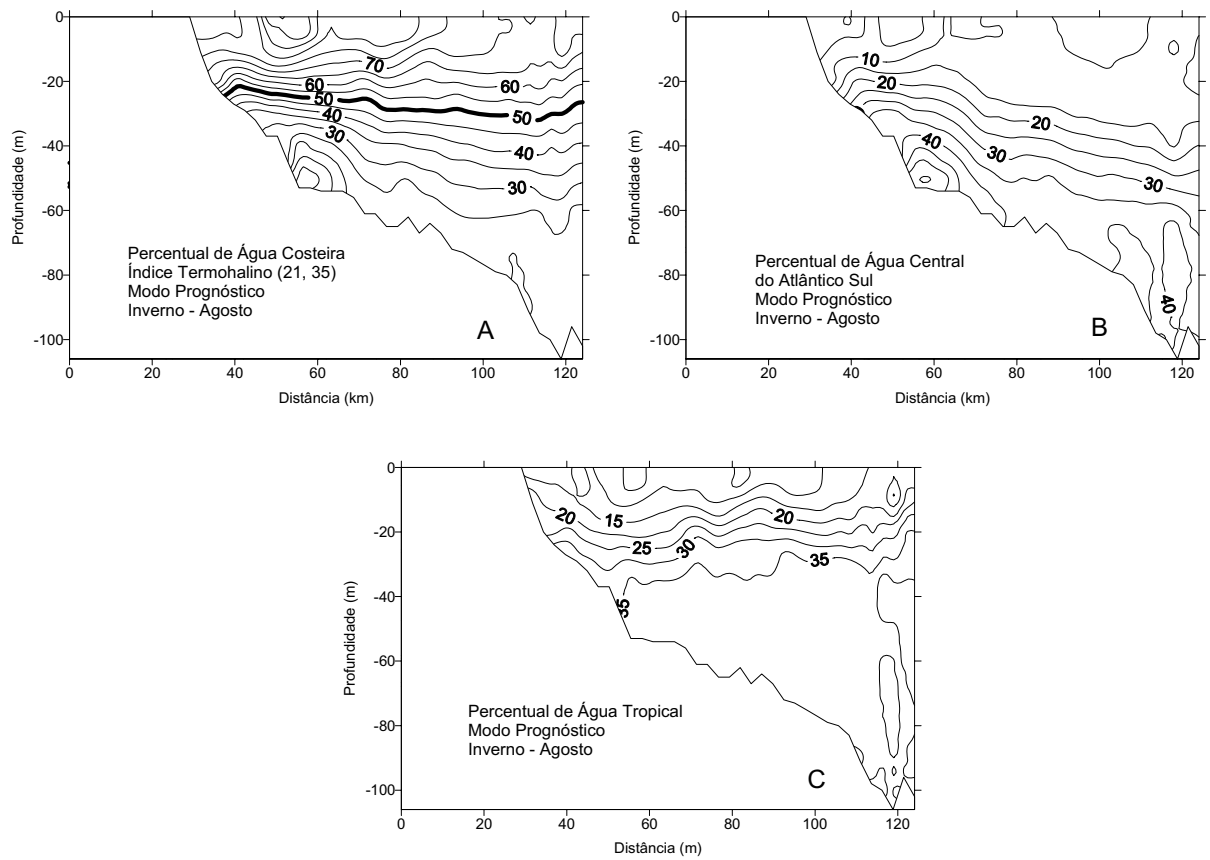 0
-20
-40
-60
-80
-100
Profundidade (m)
70
60
60
50
50
40
30
40
30
Percentual de Água Costeira
Índice Termohalino (21, 35)
Modo Prognóstico
Inverno - Agosto
A
0 20 40 60 80 100 120
Distância (km)
0
-20
-40
-60
-80
-100
Profundidade (m)
10
20
20
40
30
30
40
Percentual de Água Central
do Atlântico Sul
Modo Prognóstico
Inverno - Agosto
B
0 20 40 60 80 100 120
Distância (km)
0
-20
-40
-60
-80
-100
Profundidade (m)
20
15
20
25
30
35
35
Percentual de Água Tropical
Modo Prognóstico
Inverno - Agosto
C
0 20 40 60 80 100 120
Distância (m)